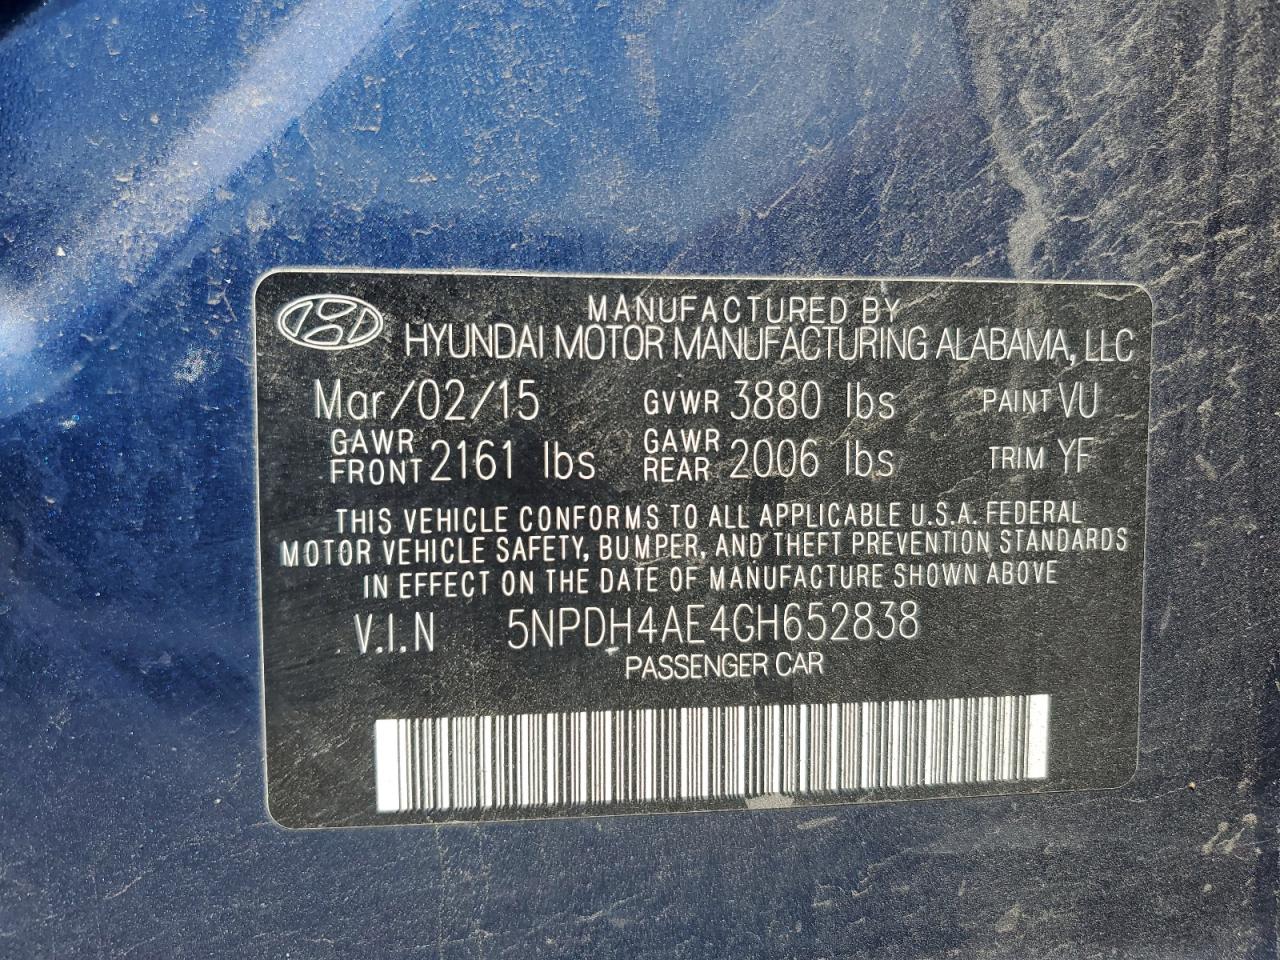 MANUFACTURED BY
HYUNDAI MOTOR MANUFACTURING ALABAMA, LLC
Mar/02/15 GVWR 3880 lbs PAINT VU
GAWR FRONT 2161 lbs GAWR REAR 2006 lbs TRIM YF
THIS VEHICLE CONFORMS TO ALL APPLICABLE U.S.A. FEDERAL
MOTOR VEHICLE SAFETY, BUMPER, AND THEFT PREVENTION STANDARDS
IN EFFECT ON THE DATE OF MANUFACTURE SHOWN ABOVE
V.I.N 5NPDH4AE4GH652838
PASSENGER CAR